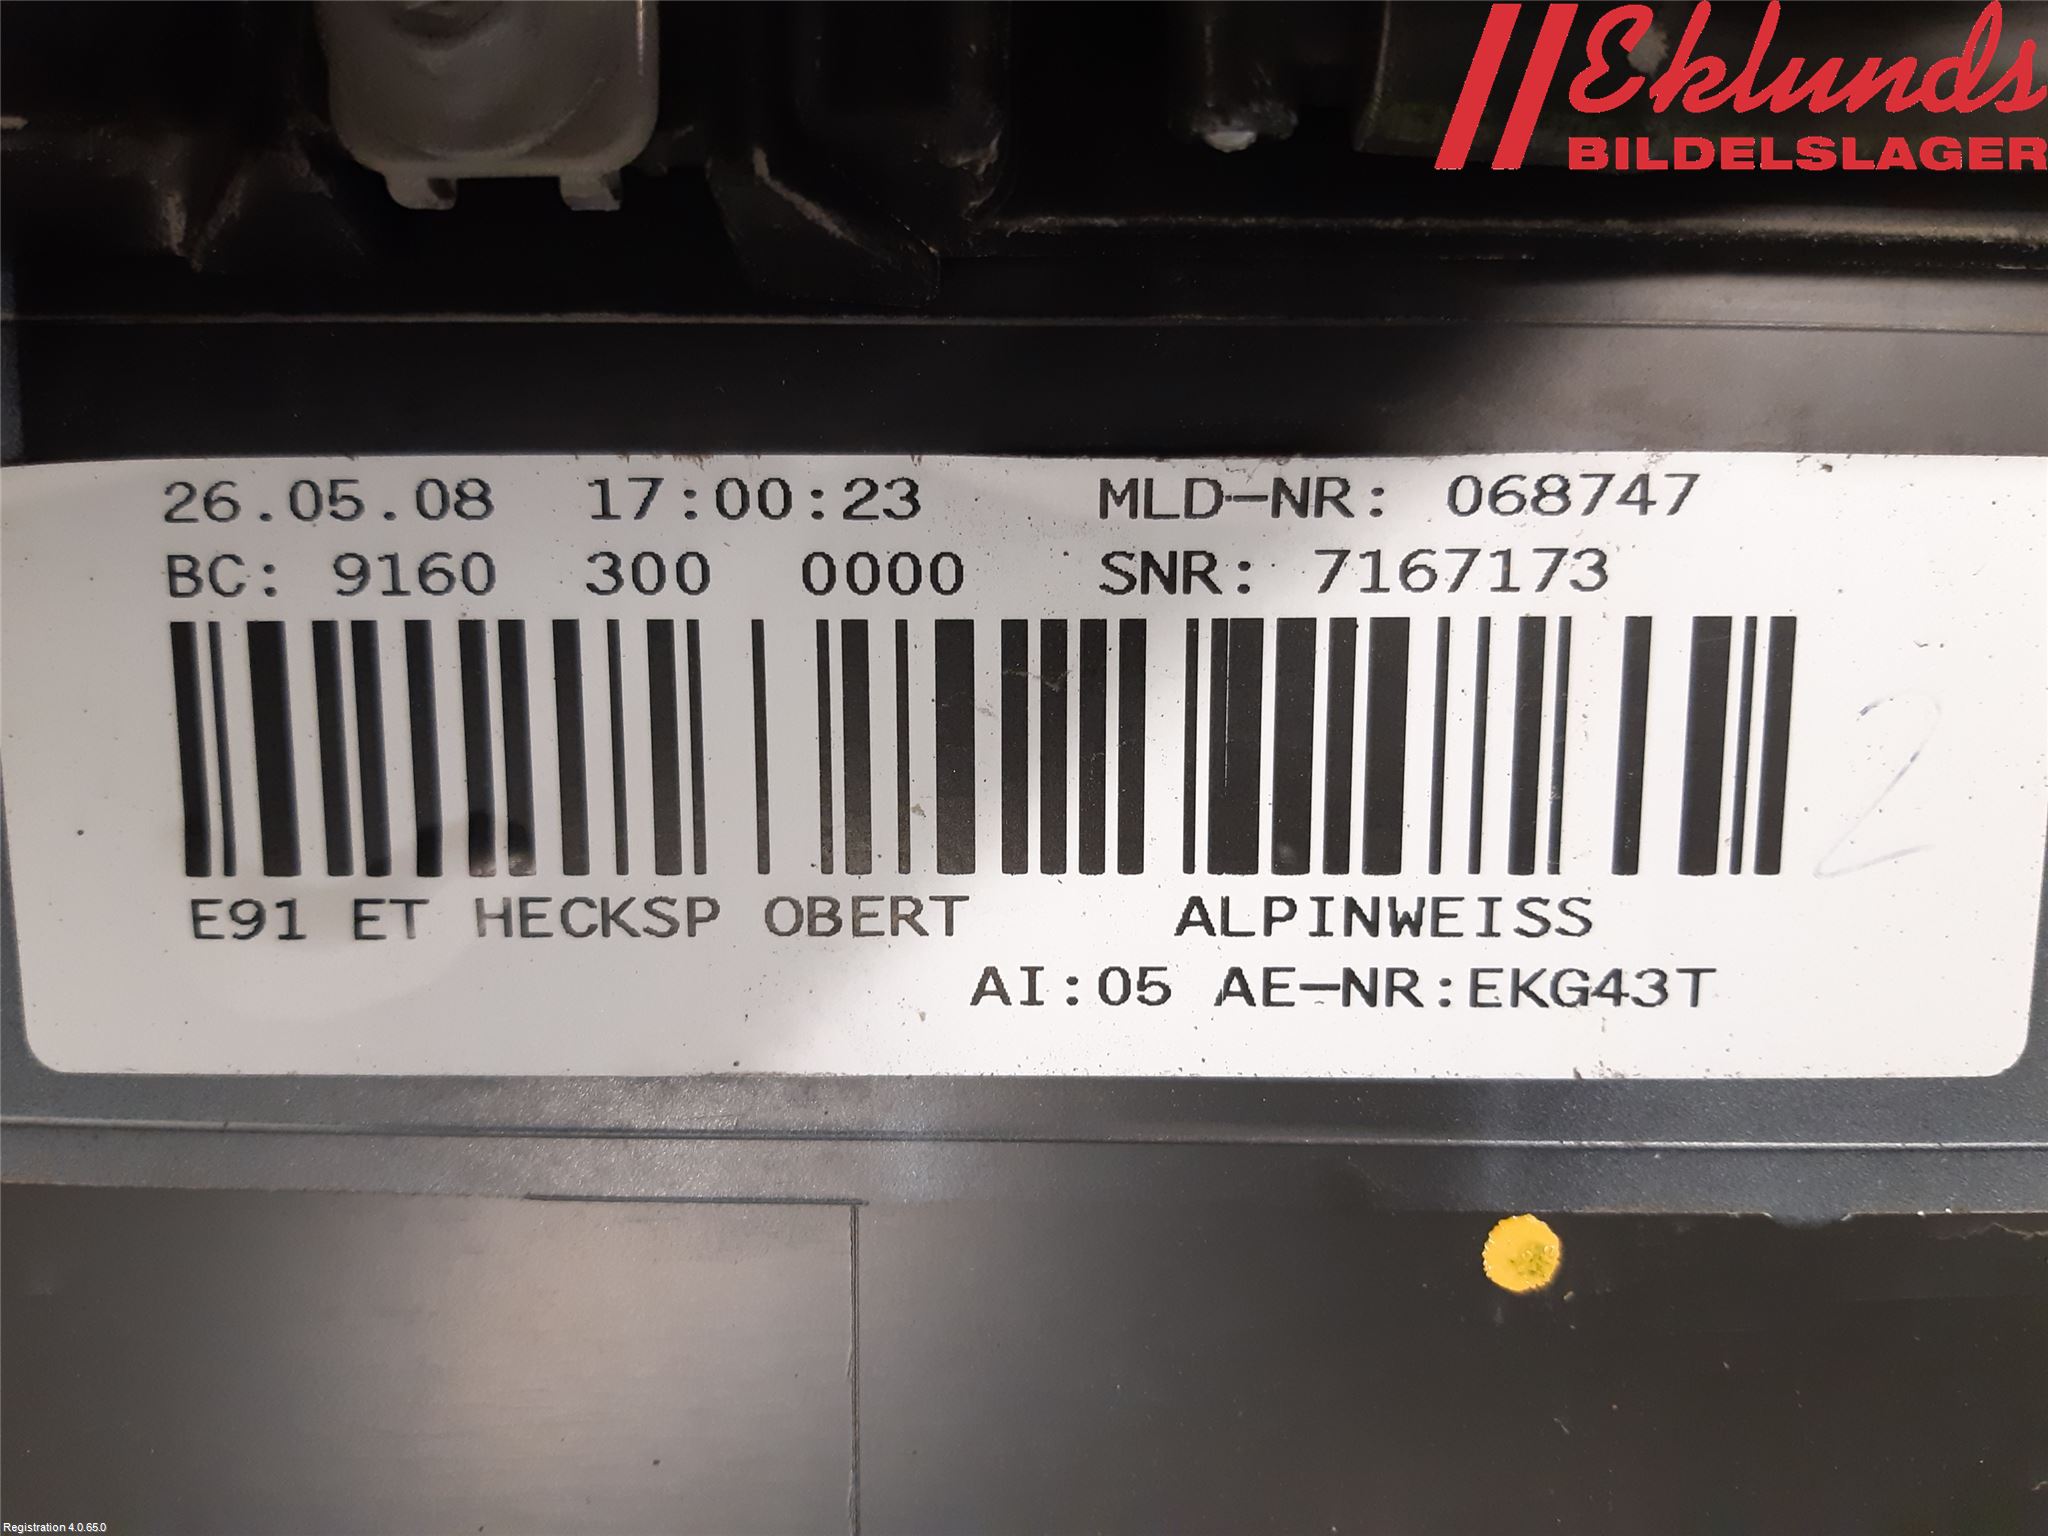 Eklunds
BILDELSLAGER
26.05.08 17:00:23 MLD-NR: 068747
BC: 9160 300 0000 SNR: 7167173
2
E91 ET HECKSP OBERT ALPINWEISS
AI:05 AE-NR:EKG43T
Registration 4.0.65.0